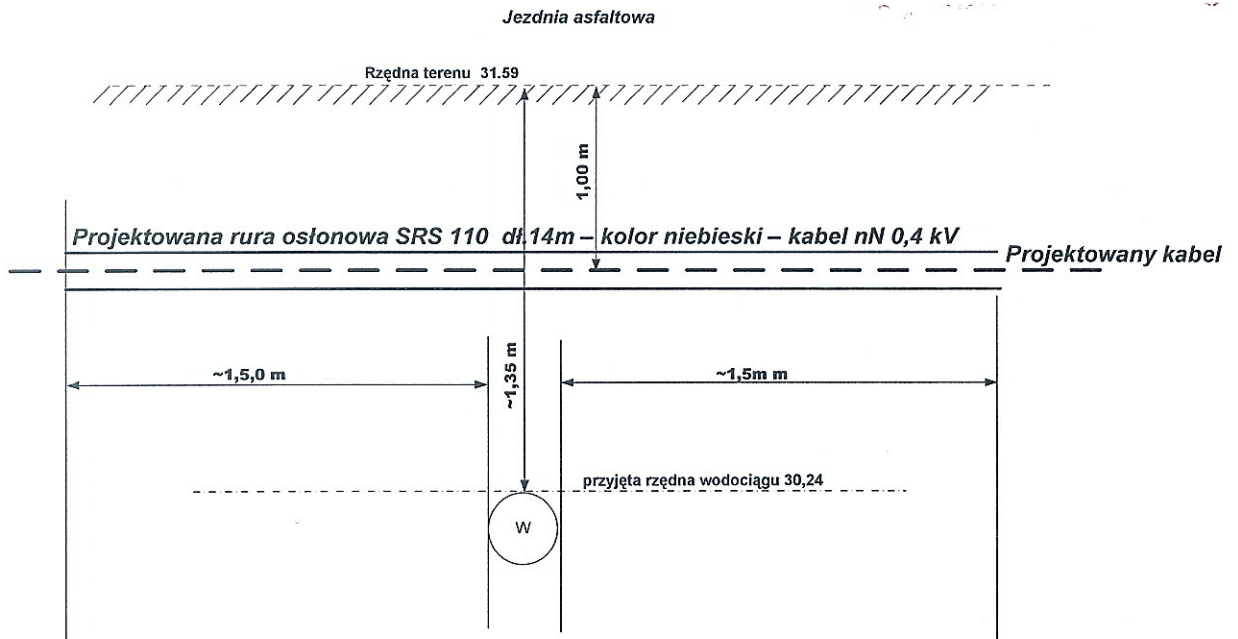 Jezdnia asfaltowa
Rzędna terenu 31.59
1,00 m
Projektowana rura osłonowa SRS 110 dł.14m – kolor niebieski – kabel nN 0,4 kV
Projektowany kabel
~1,5,0 m
~1,35 m
~1,5m m
przyjęta rzędna wodociągu 30,24
W